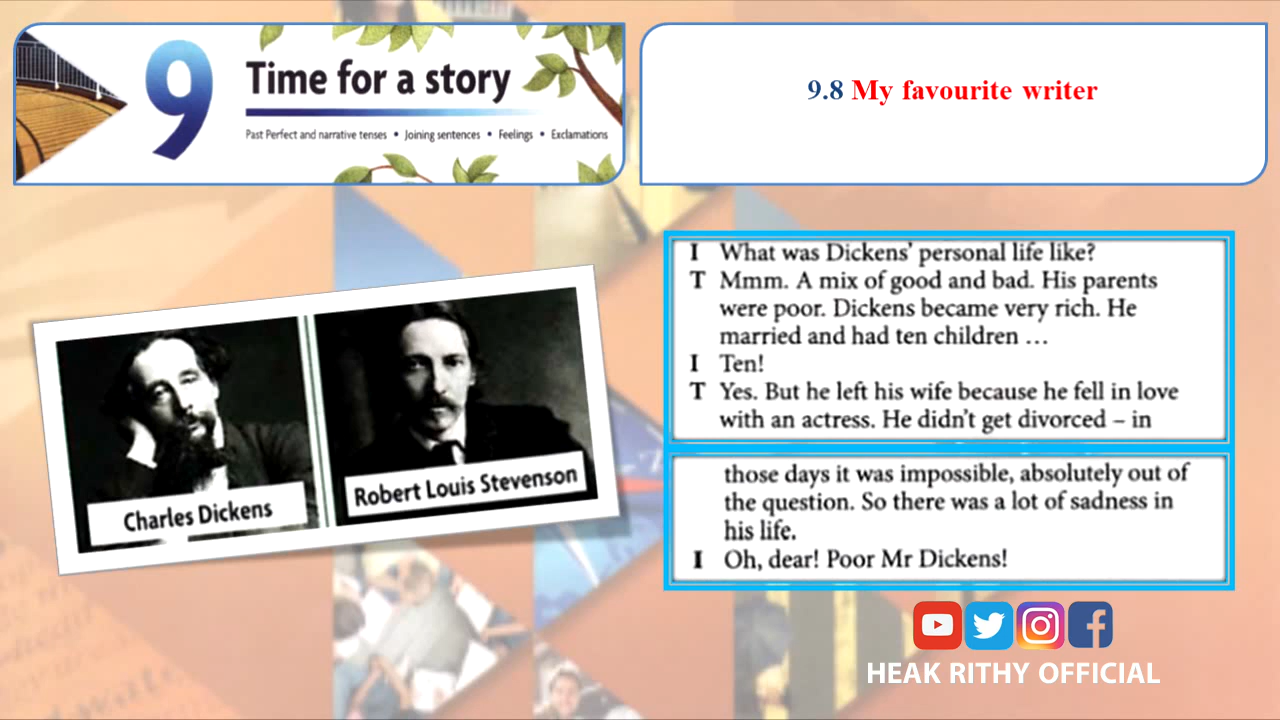 9
Time for a story
Past Perfect and narrative tenses • Joining sentences • Feelings • Exclamations
9.8 My favourite writer
Charles Dickens
Robert Louis Stevenson
I What was Dickens' personal life like?
T Mmm. A mix of good and bad. His parents
were poor. Dickens became very rich. He
married and had ten children …
I Ten!
T Yes. But he left his wife because he fell in love
with an actress. He didn't get divorced – in
those days it was impossible, absolutely out of
the question. So there was a lot of sadness in
his life.
I Oh, dear! Poor Mr Dickens!
HEAK RITHY OFFICIAL